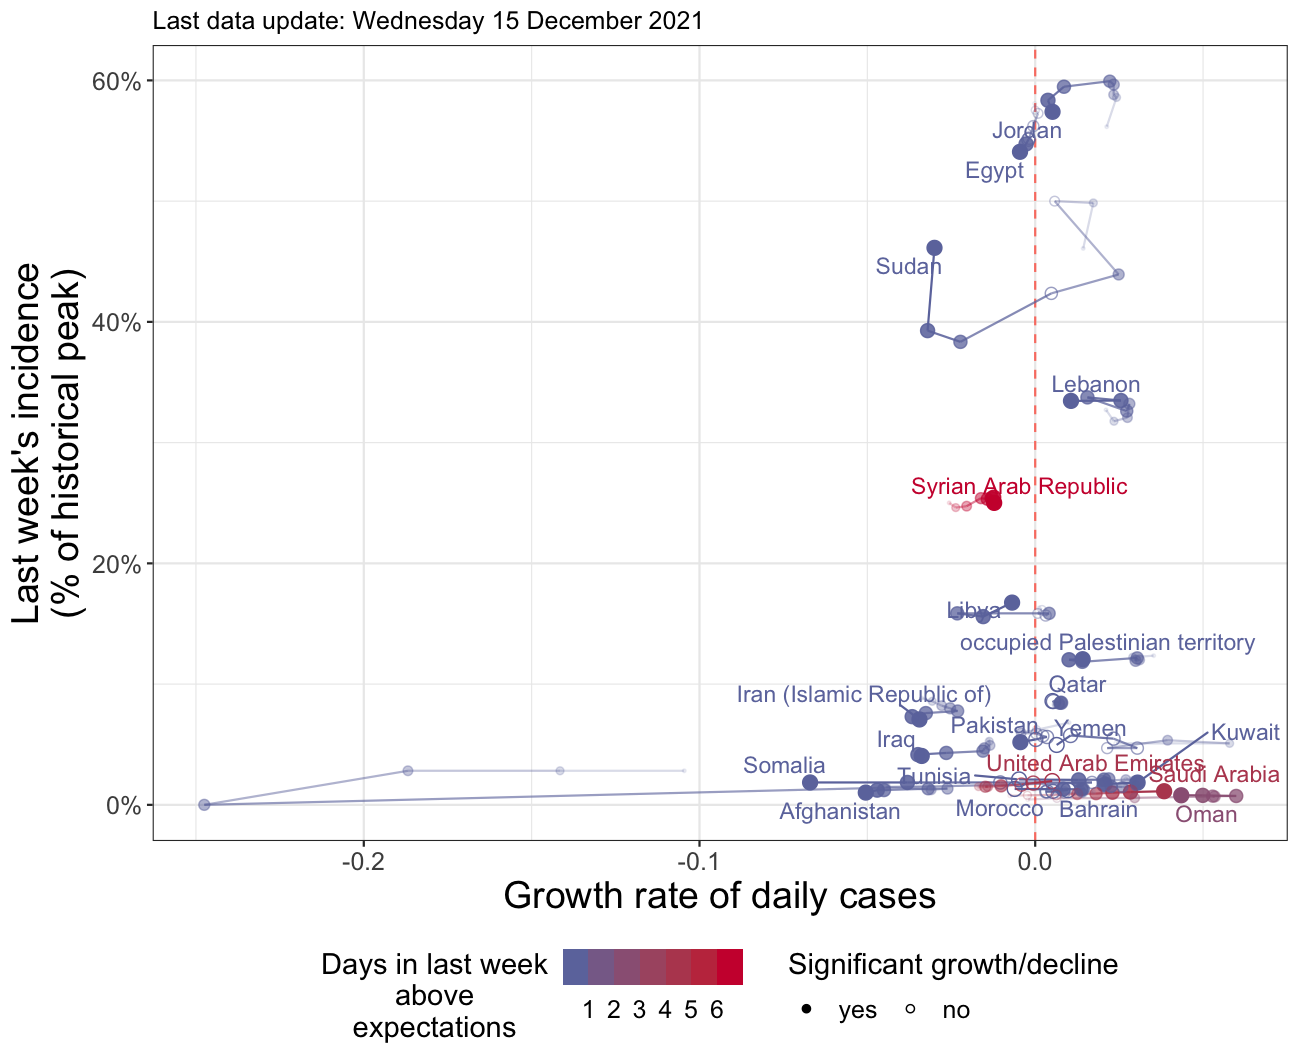 Last data update: Wednesday 15 December 2021
Last week's incidence
(% of historical peak)
60%
40%
20%
0%
Jordan
Egypt
Sudan
Lebanon
Syrian Arab Republic
Libya
occupied Palestinian territory
Qatar
Iran (Islamic Republic of)
Pakistan
Yemen
Kuwait
Iraq
United Arab Emirates
Somalia
Tunisia
Saudi Arabia
Afghanistan
Morocco
Bahrain
Oman
-0.2
-0.1
0.0
Growth rate of daily cases
Days in last week
above
expectations
1 2 3 4 5 6
Significant growth/decline
yes
no